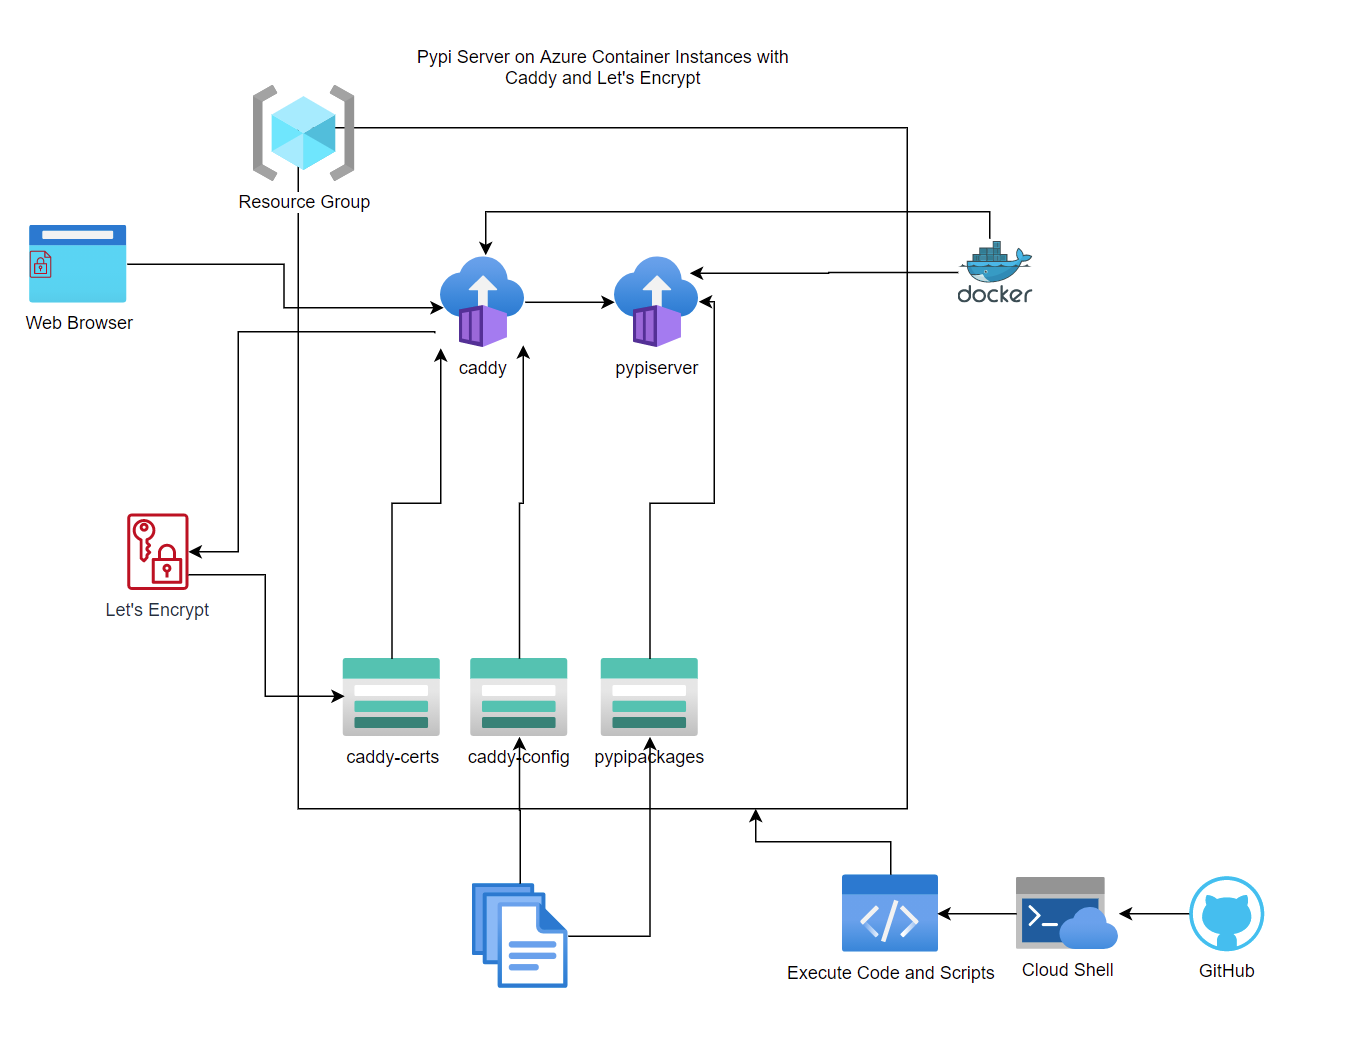 Pypi Server on Azure Container Instances with
Caddy and Let's Encrypt
Resource Group
Web Browser
docker
caddy
pypiserver
Let's Encrypt
caddy-certs
caddy-config
pypipackages
Execute Code and Scripts
Cloud Shell
GitHub